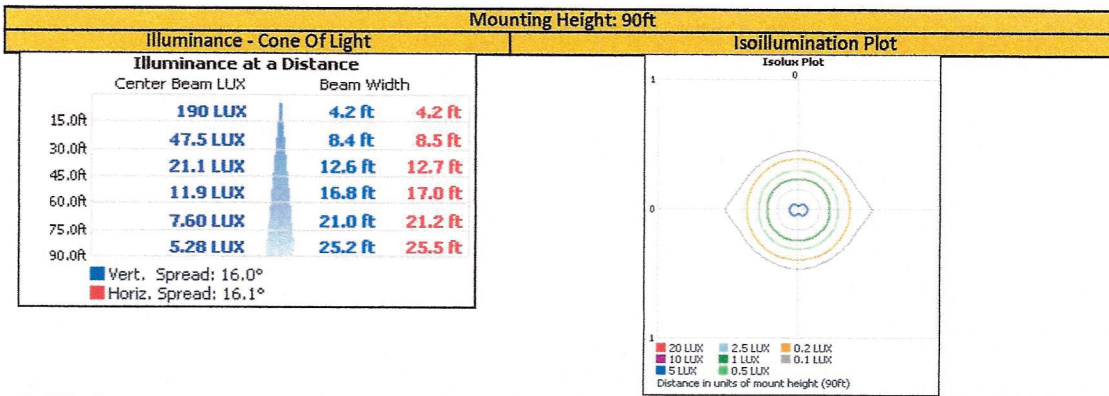 Mounting Height: 90ft
Illuminance - Cone Of Light
Isoillumination Plot
Illuminance at a Distance
Center Beam LUX Beam Width
15.0ft 190 LUX 4.2 ft 4.2 ft
30.0ft 47.5 LUX 8.4 ft 8.5 ft
45.0ft 21.1 LUX 12.6 ft 12.7 ft
60.0ft 11.9 LUX 16.8 ft 17.0 ft
75.0ft 7.60 LUX 21.0 ft 21.2 ft
90.0ft 5.28 LUX 25.2 ft 25.5 ft
Vert. Spread: 16.0°
Horiz. Spread: 16.1°
Isolux Plot
0
1
0
1
20 LUX 2.5 LUX 0.2 LUX
10 LUX 1 LUX 0.1 LUX
5 LUX 0.5 LUX
Distance in units of mount height (90ft)